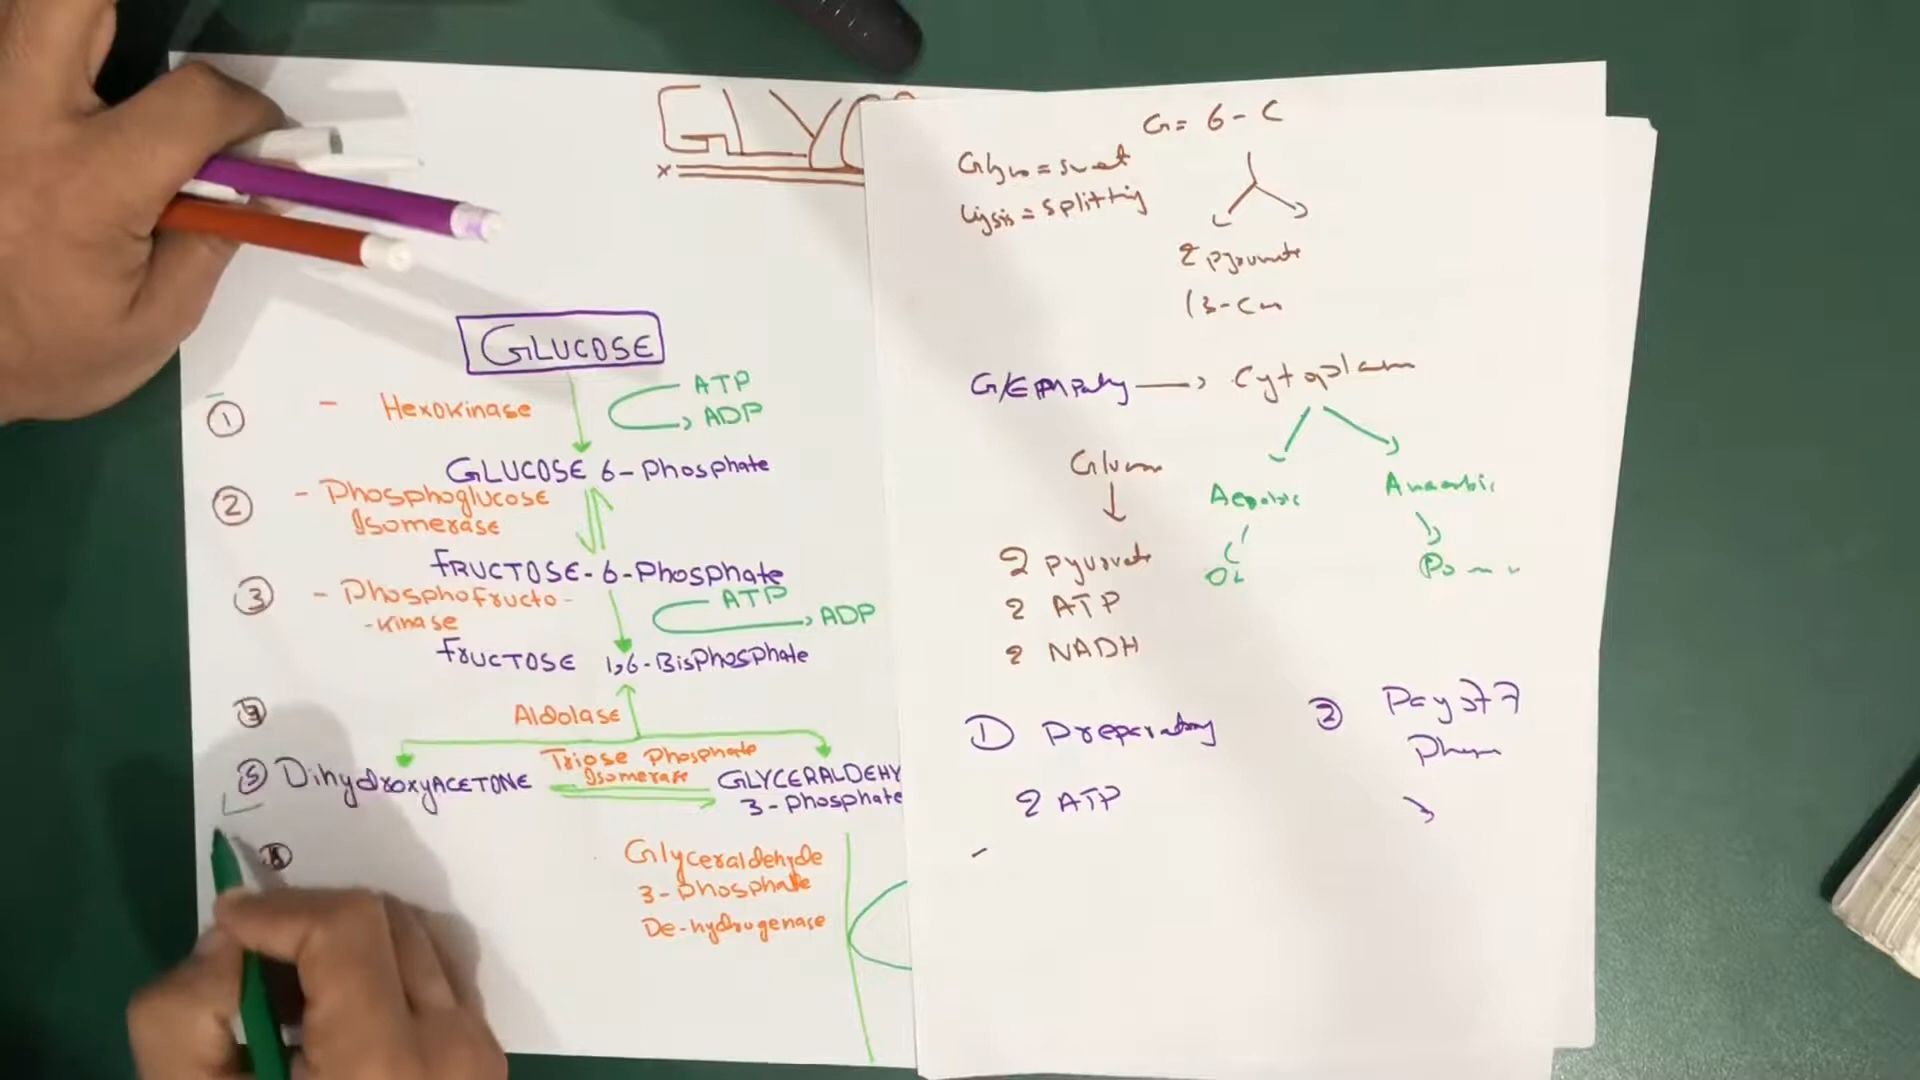 GLYC
GLUCOSE
ATP
① - Hexokinase
ADP
GLUCOSE 6-Phosphate
② - Phosphoglucose
Isomerase
FRUCTOSE-6-Phosphate
③ - Phosphofructo-
-kinase
ATP
ADP
FRUCTOSE 1,6-Bisphosphate
Aldolase
Triose Phosphate
Isomerase
⑤ DihydroxyACETONE
GLYCERALDEHY
3-Phosphate
Glyceraldehyde
3-Phosphate
De-hydrogenase
G= 6-C
Glyco = sweet
Lysis = Splitting
2 pyruvate
(3-C
G/EMPaty → Cytoplasm
Glucose
Aerobic
Anaerobic
2 pyruvate
2 ATP
2 NADH
① Preparatory
② Pay off
Phase
2 ATP